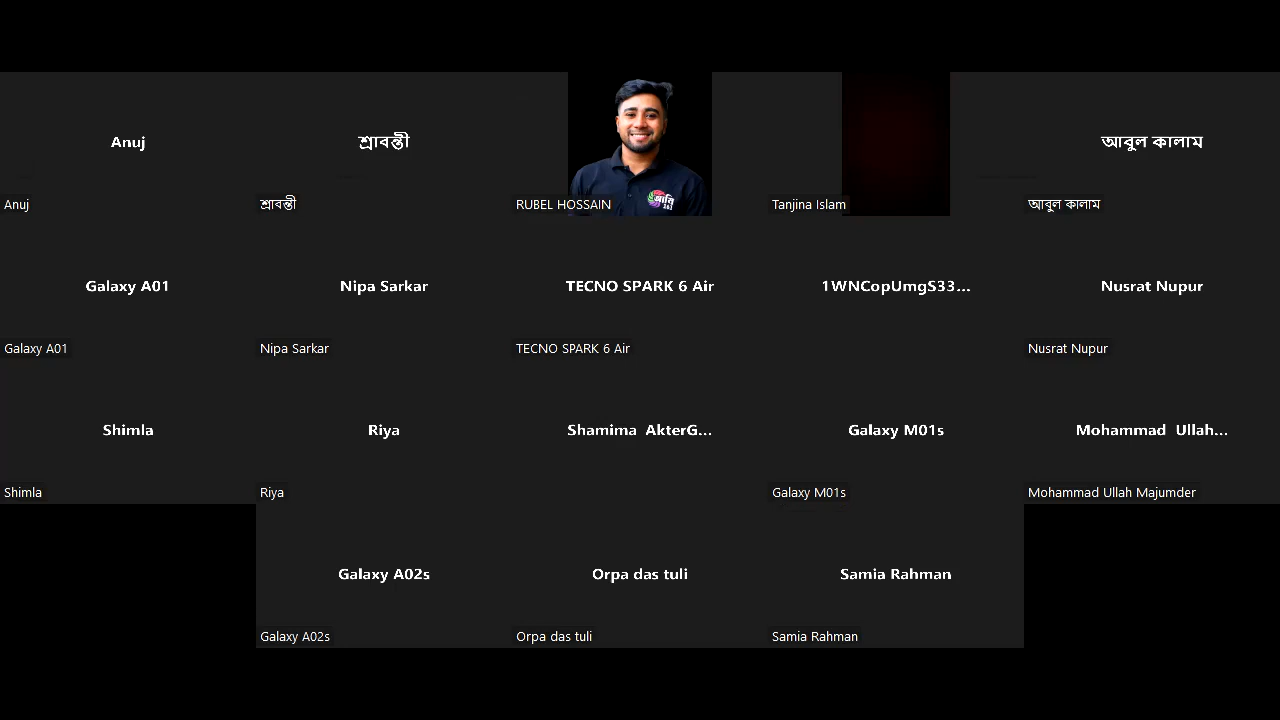 Anuj
শ্রাবন্তী
আবুল কালাম
Anuj
শ্রাবন্তী
RUBEL HOSSAIN
Tanjina Islam
আবুল কালাম
Galaxy A01
Nipa Sarkar
TECNO SPARK 6 Air
1WNCopUmgS33...
Nusrat Nupur
Galaxy A01
Nipa Sarkar
TECNO SPARK 6 Air
Nusrat Nupur
Shimla
Riya
Shamima AkterG...
Galaxy M01s
Mohammad Ullah...
Shimla
Riya
Galaxy M01s
Mohammad Ullah Majumder
Galaxy A02s
Orpa das tuli
Samia Rahman
Galaxy A02s
Orpa das tuli
Samia Rahman